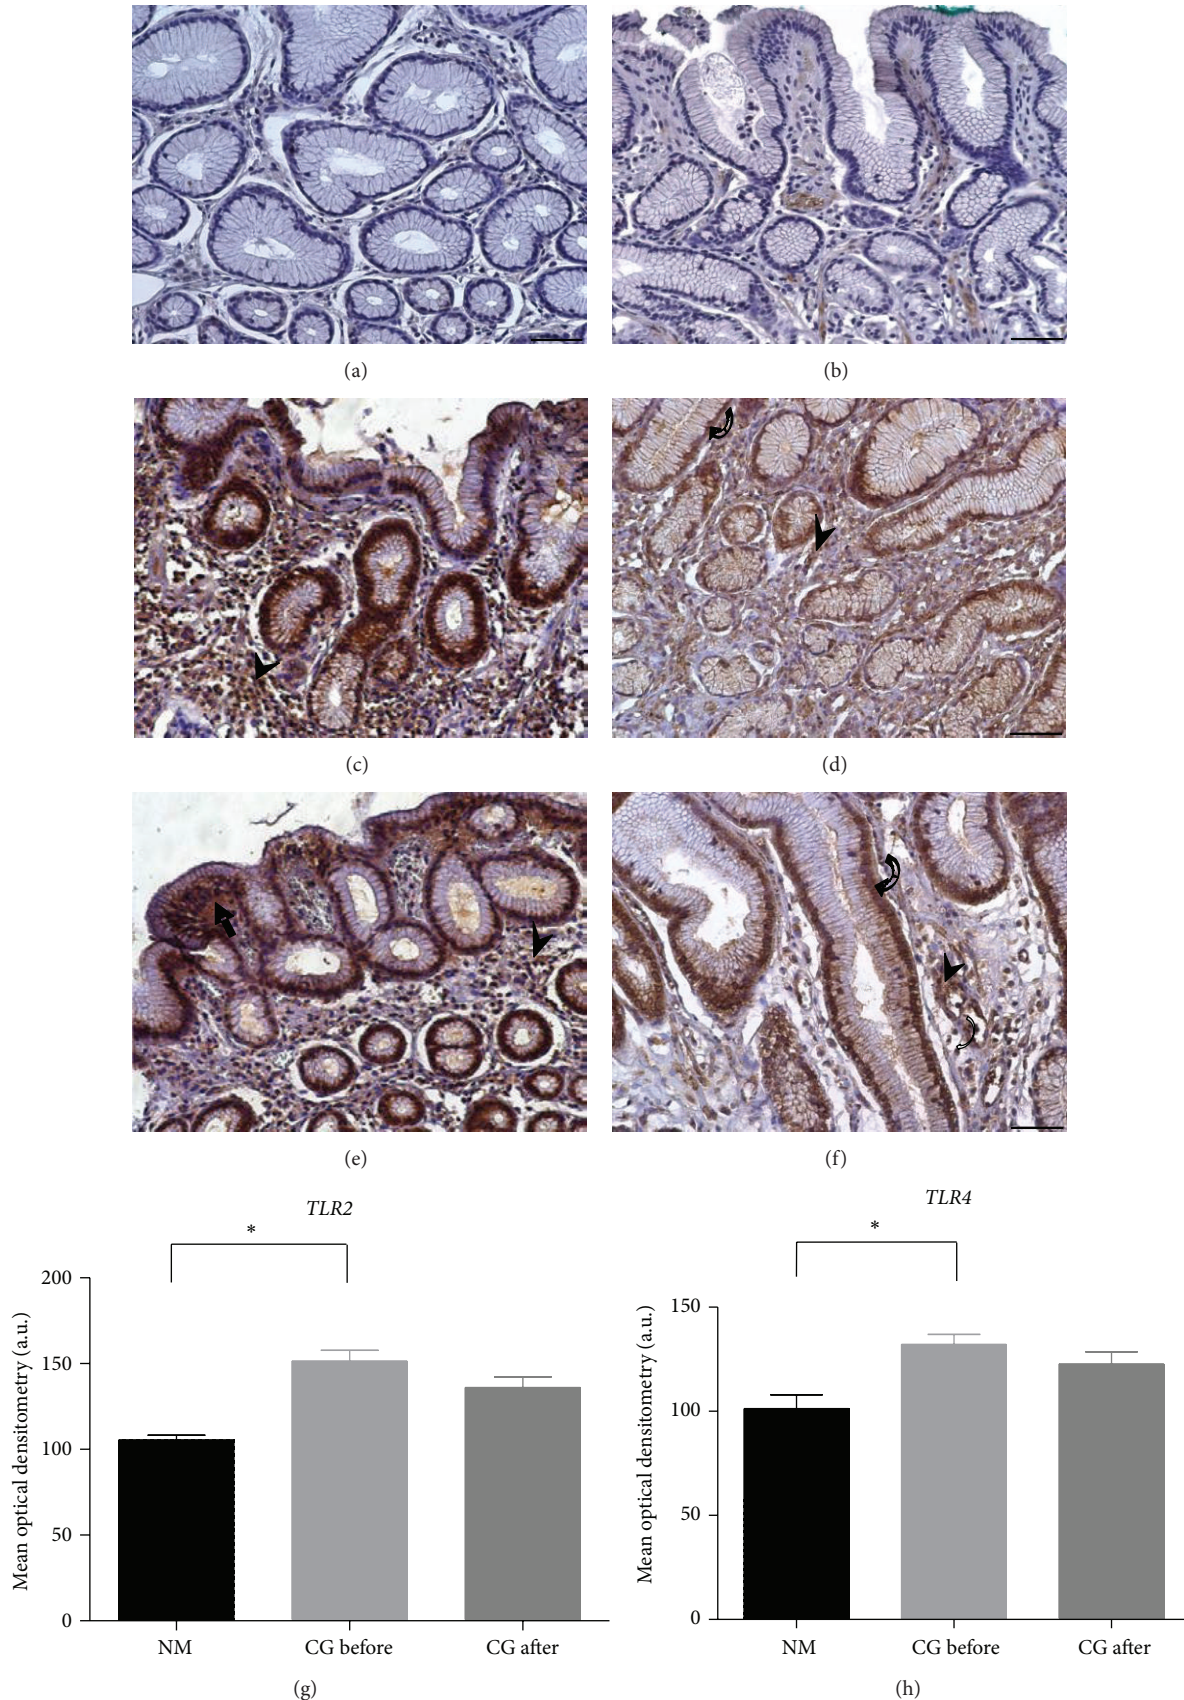 (a)
(b)
(c)
(d)
(e)
(f)
TLR2
*
Mean optical densitometry (a.u.)
200
150
100
50
0
NM
CG before
CG after
(g)
TLR4
*
Mean optical densitometry (a.u.)
150
100
50
0
NM
CG before
CG after
(h)